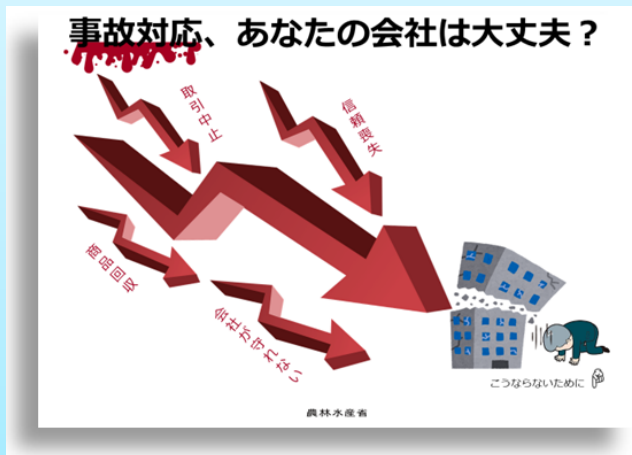 事故対応、あなたの会社は大丈夫？
取引中止
信頼喪失
商品回収
会社が守れない
こうならないために
農林水産省